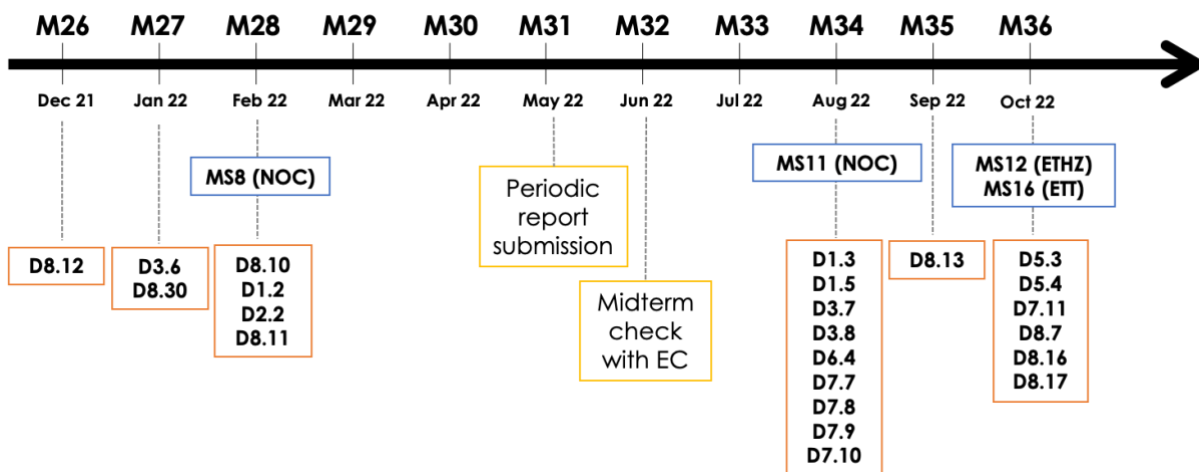 M26 M27 M28 M29 M30 M31 M32 M33 M34 M35 M36
Dec 21 Jan 22 Feb 22 Mar 22 Apr 22 May 22 Jun 22 Jul 22 Aug 22 Sep 22 Oct 22
MS8 (NOC)
MS11 (NOC)
MS12 (ETHZ)
MS16 (ETT)
Periodic
report
submission
Midterm
check
with EC
D8.12
D3.6
D8.30
D8.10
D1.2
D2.2
D8.11
D1.3
D1.5
D3.7
D3.8
D6.4
D7.7
D7.8
D7.9
D7.10
D8.13
D5.3
D5.4
D7.11
D8.7
D8.16
D8.17